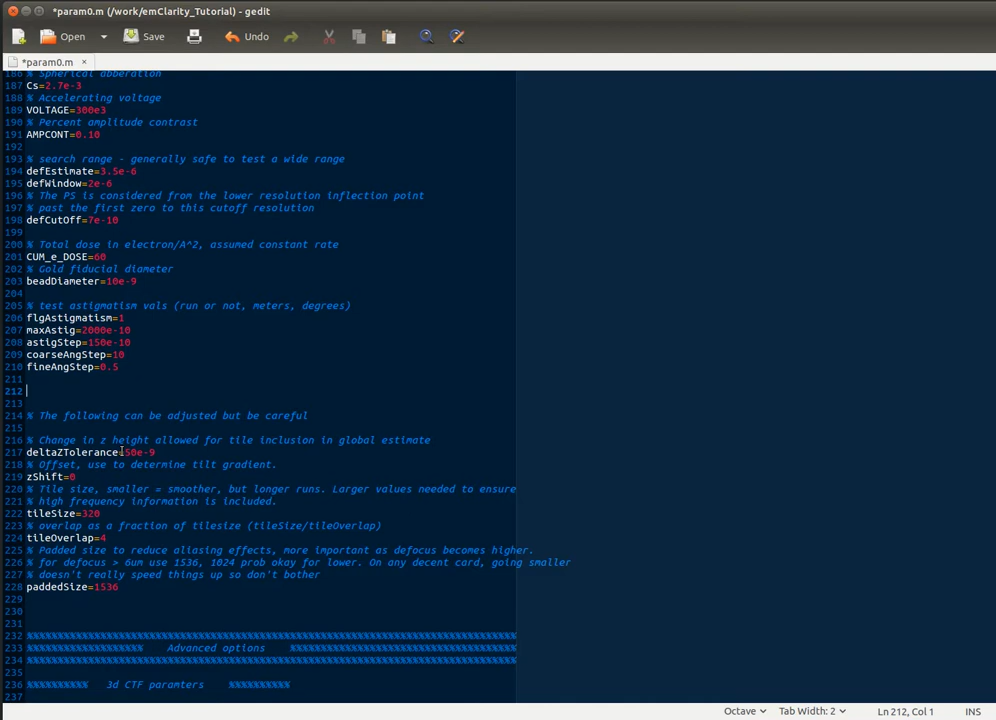 *param0.m (/work/emClarity_Tutorial) - gedit
Open Save Undo
*param0.m ×
186 % Spherical abberation
187 Cs=2.7e-3
188 % Accelerating voltage
189 VOLTAGE=300e3
190 % Percent amplitude contrast
191 AMPCONT=0.10
192
193 % search range - generally safe to test a wide range
194 defEstimate=3.5e-6
195 defWindow=2e-6
196 % The PS is considered from the lower resolution inflection point
197 % past the first zero to this cutoff resolution
198 defCutOff=7e-10
199
200 % Total dose in electron/A^2, assumed constant rate
201 CUM_e_DOSE=60
202 % Gold fiducial diameter
203 beadDiameter=10e-9
204
205 % test astigmatism vals (run or not, meters, degrees)
206 flgAstigmatism=1
207 maxAstig=2000e-10
208 astigStep=150e-10
209 coarseAngStep=10
210 fineAngStep=0.5
211
212
213
214 % The following can be adjusted but be careful
215
216 % Change in z height allowed for tile inclusion in global estimate
217 deltaZTolerance=50e-9
218 % Offset, use to determine tilt gradient.
219 zShift=0
220 % Tile size, smaller = smoother, but longer runs. Larger values needed to ensure
221 % high frequency information is included.
222 tileSize=320
223 % overlap as a fraction of tilesize (tileSize/tileOverlap)
224 tileOverlap=4
225 % Padded size to reduce aliasing effects, more important as defocus becomes higher.
226 % for defocus > 6um use 1536, 1024 prob okay for lower. On any decent card, going smaller
227 % doesn't really speed things up so don't bother
228 paddedSize=1536
229
230
231
232 %%%%%%%%%%%%%%%%%%%%%%%%%%%%%%%%%%%%%%%%%%%%%%%%%%%%%%%%%%%%%%%%%%%%%%%%%%%%%%%%%%
233 %%%%%%%%%%%%%%%%%%% Advanced options %%%%%%%%%%%%%%%%%%%%%%%%%%%%%%%%%%%%%
234 %%%%%%%%%%%%%%%%%%%%%%%%%%%%%%%%%%%%%%%%%%%%%%%%%%%%%%%%%%%%%%%%%%%%%%%%%%%%%%%%%%
235
236 %%%%%%%%%% 3d CTF paramters %%%%%%%%%%
237
Octave Tab Width: 2 Ln 212, Col 1 INS